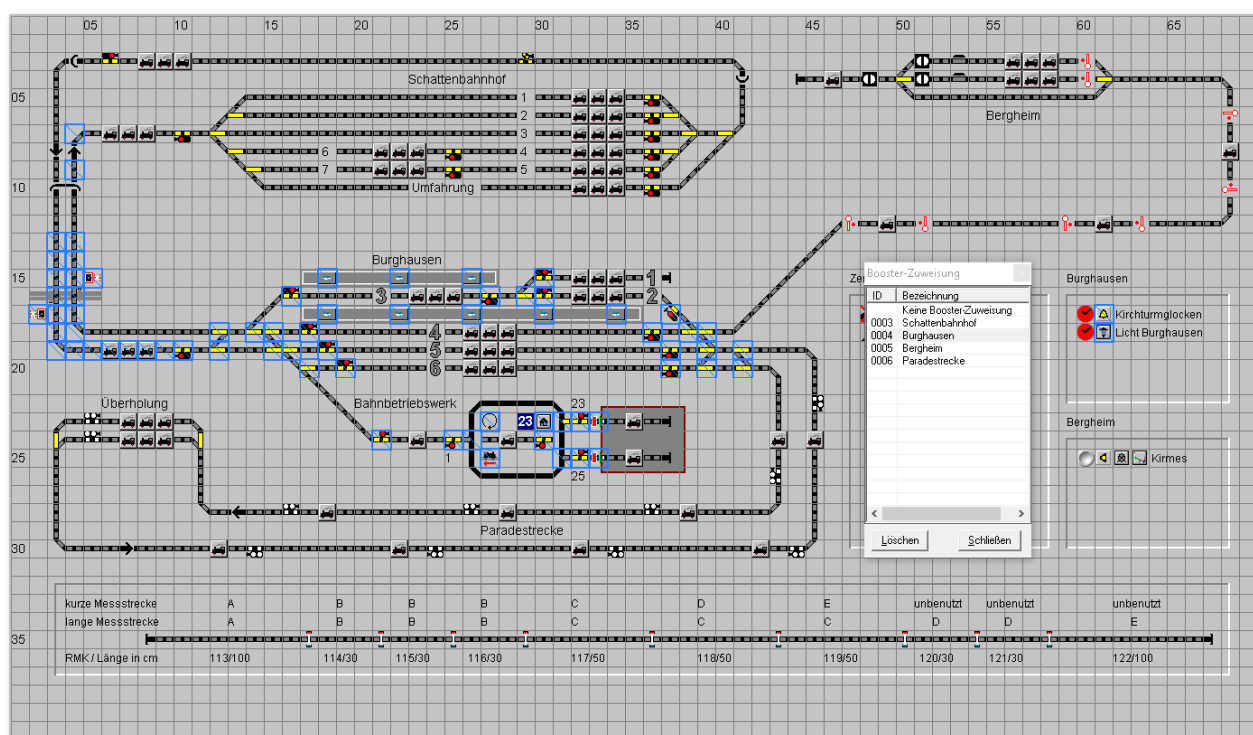 05 10 15 20 25 30 35 40 45 50 55 60 65
Schattenbahnhof
05
1
2
3
6 4
7 5
10
Umfahrung
Bergheim
15
Burghausen
1
3 2
4
5
20
6
Überholung
Bahnbetriebswerk
23
23
1
25
25
Paradestrecke
30
Booster-Zuweisung
ID Bezeichnung
Keine Booster-Zuweisung
0003 Schattenbahnhof
0004 Burghausen
0005 Bergheim
0006 Paradestrecke
Löschen Schließen
Burghausen
Kirchturmglocken
Licht Burghausen
Bergheim
Kirmes
kurze Messstrecke A B B B C D E unbenutzt unbenutzt unbenutzt
lange Messstrecke A B B B C C C D D E
35
RMK / Länge in cm 113/100 114/30 115/30 116/30 117/50 118/50 119/50 120/30 121/30 122/100